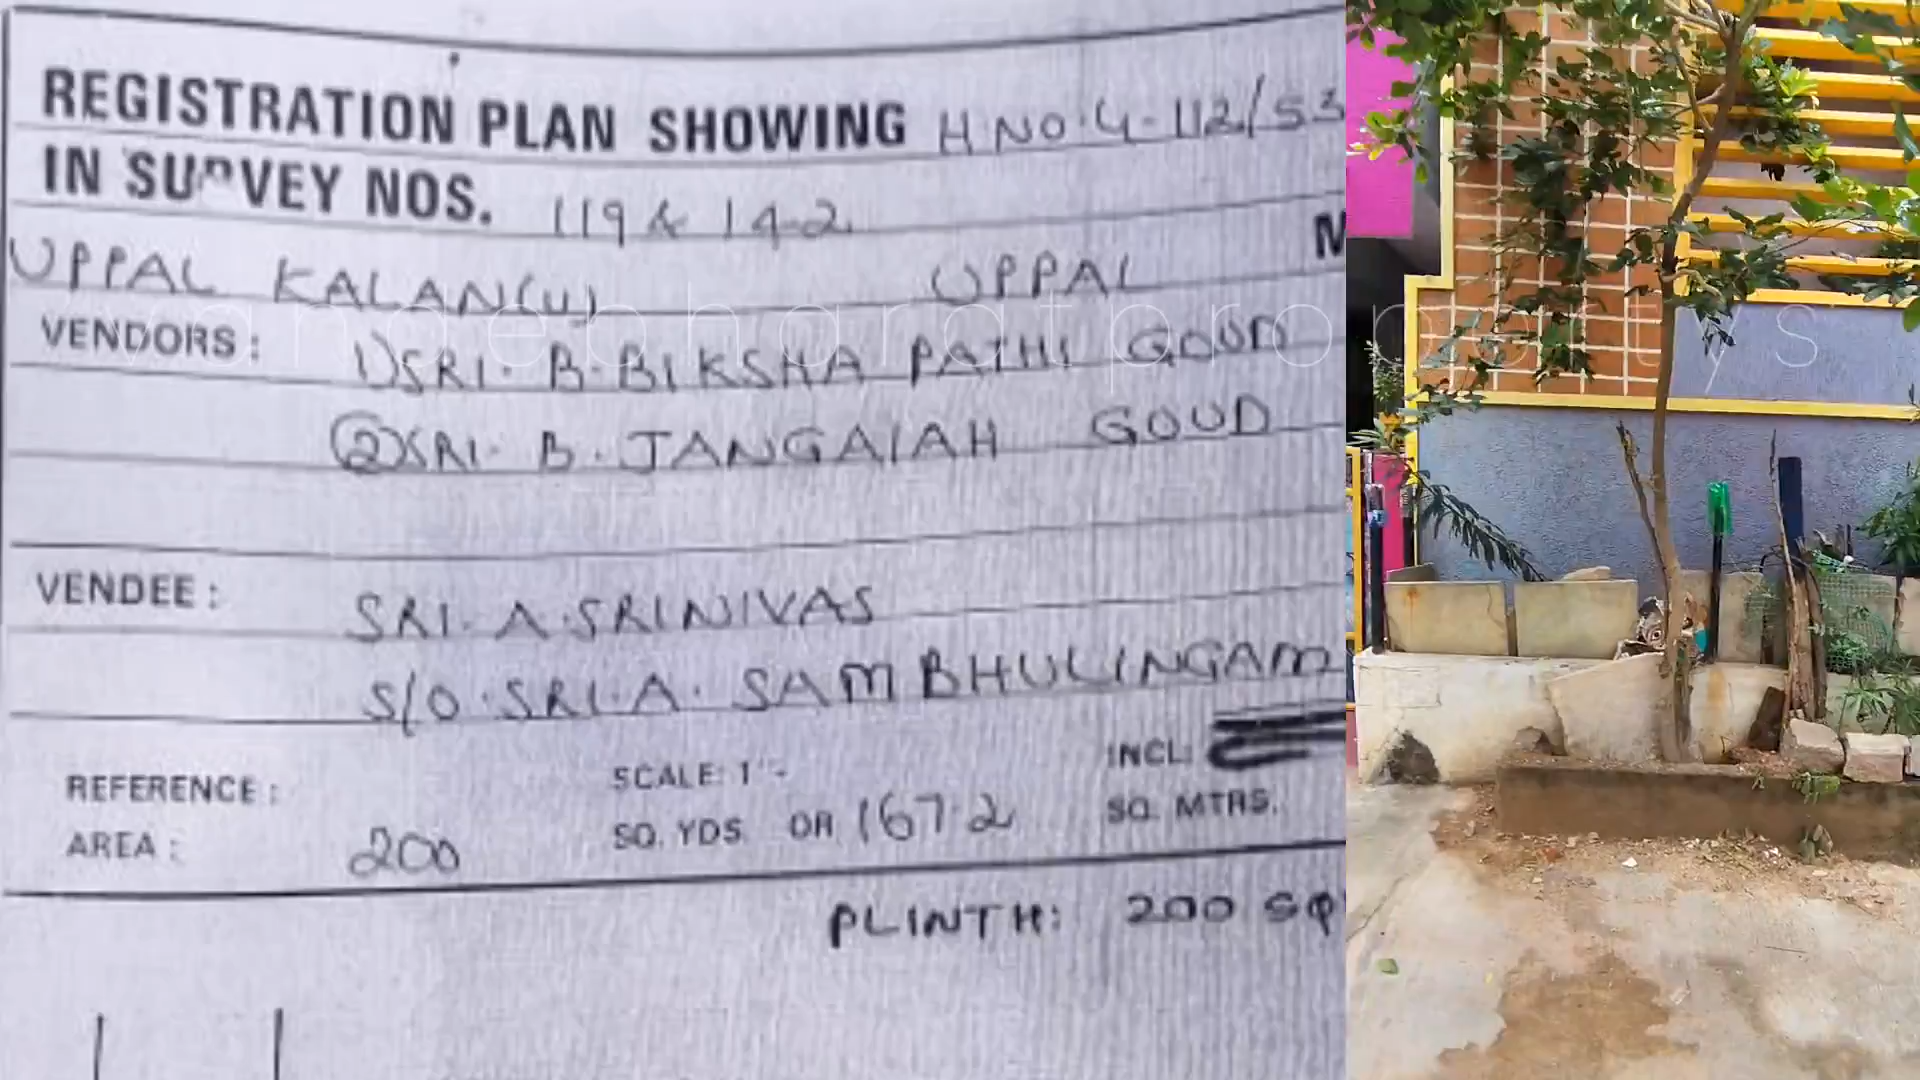 REGISTRATION PLAN SHOWING H.NO.4-112/53
IN SURVEY NOS. 119 & 142
M
UPPAL KALAN(V) UPPAL
vandebharatpropertys
VENDORS: 1) SRI. B. BIKSHA PATHI GOUD
2) SRI. B. JANGAIAH GOUD
VENDEE: SRI. A. SRINIVAS
S/O. SRI. A. SAMBHULINGAM
REFERENCE: SCALE: 1" - INCL:
AREA: 200 SQ. YDS. OR 167.2 SQ. MTRS.
PLINTH: 200 SQ